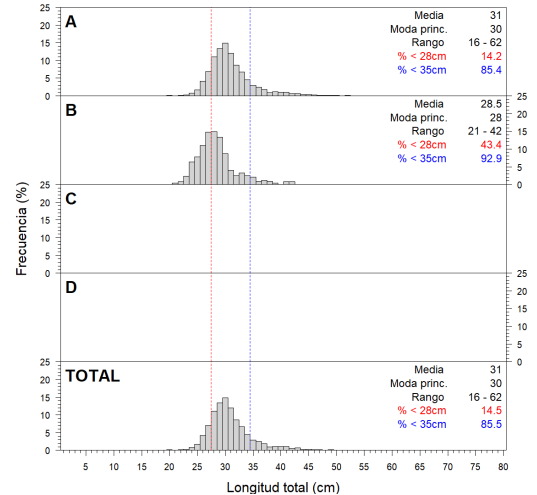 A
Media 31
Moda princ. 30
Rango 16 - 62
% < 28cm 14.2
% < 35cm 85.4
25
20
15
10
5
0
B
Media 28.5
Moda princ. 28
Rango 21 - 42
% < 28cm 43.4
% < 35cm 92.9
25
20
15
10
5
0
C
25
20
15
10
5
0
D
25
20
15
10
5
0
TOTAL
Media 31
Moda princ. 30
Rango 16 - 62
% < 28cm 14.5
% < 35cm 85.5
25
20
15
10
5
0
Frecuencia (%)
5 10 15 20 25 30 35 40 45 50 55 60 65 70 75 80
Longitud total (cm)